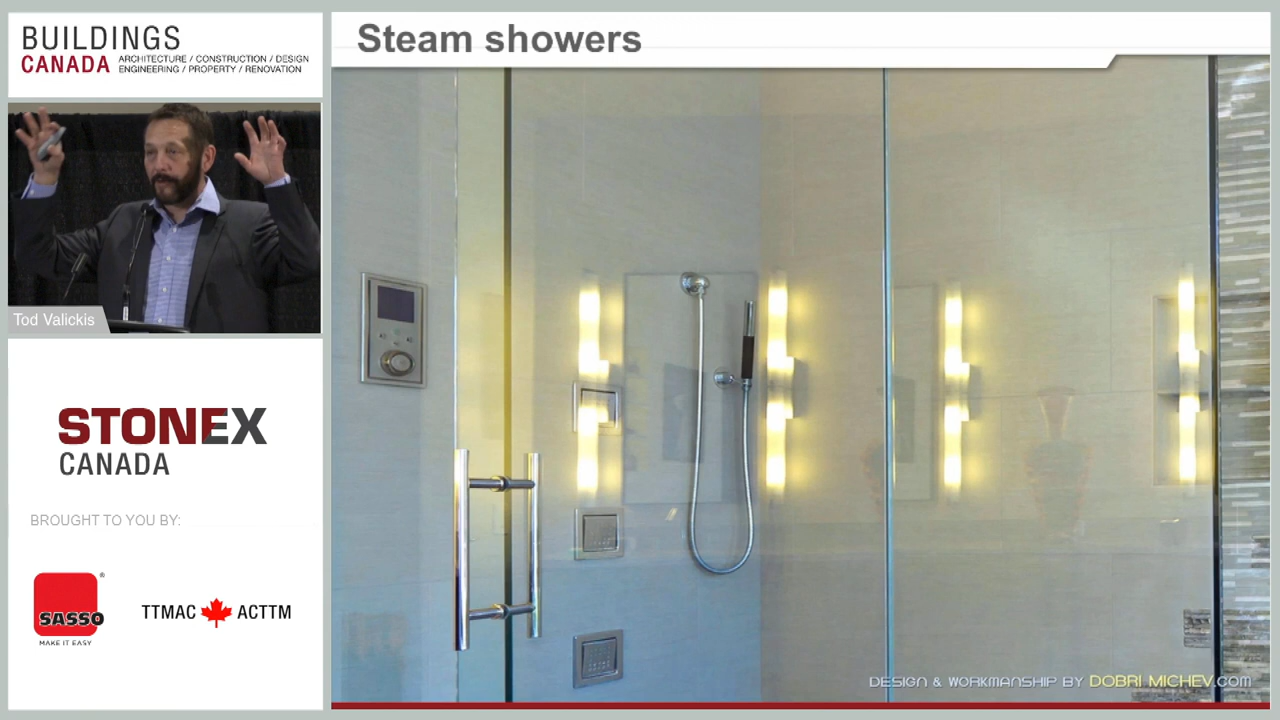 BUILDINGS
CANADA ARCHITECTURE / CONSTRUCTION / DESIGN
ENGINEERING / PROPERTY / RENOVATION
Tod Valickis
STONEX
CANADA
BROUGHT TO YOU BY:
SASSO ®
MAKE IT EASY
TTMAC ACTTM
Steam showers
DESIGN & WORKMANSHIP BY DOBRI MICHEV.COM